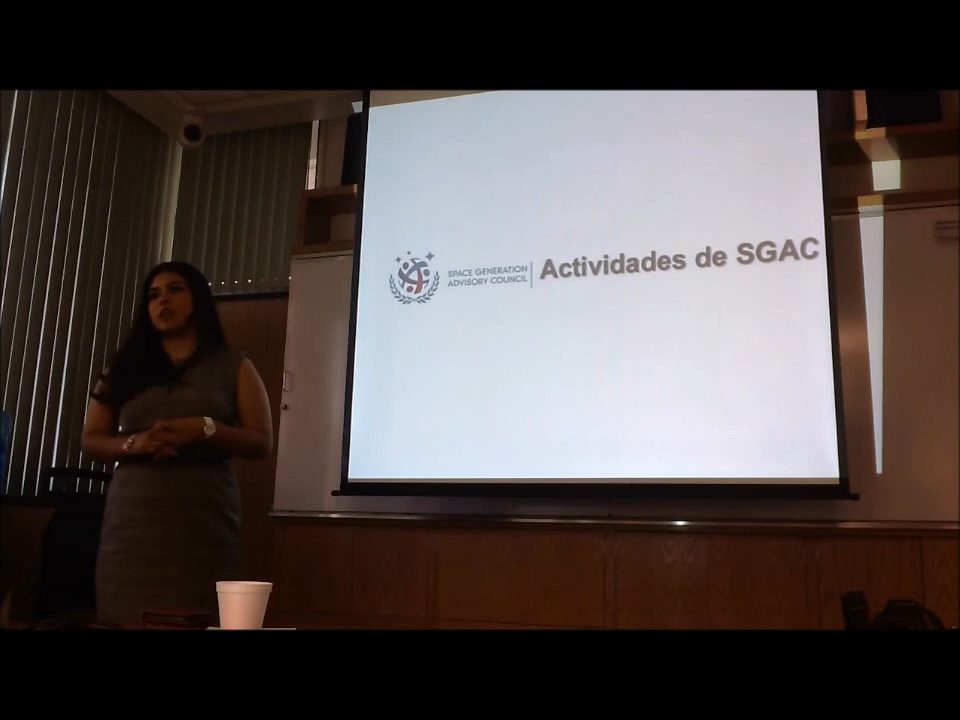 SPACE GENERATION
ADVISORY COUNCIL
Actividades de SGAC